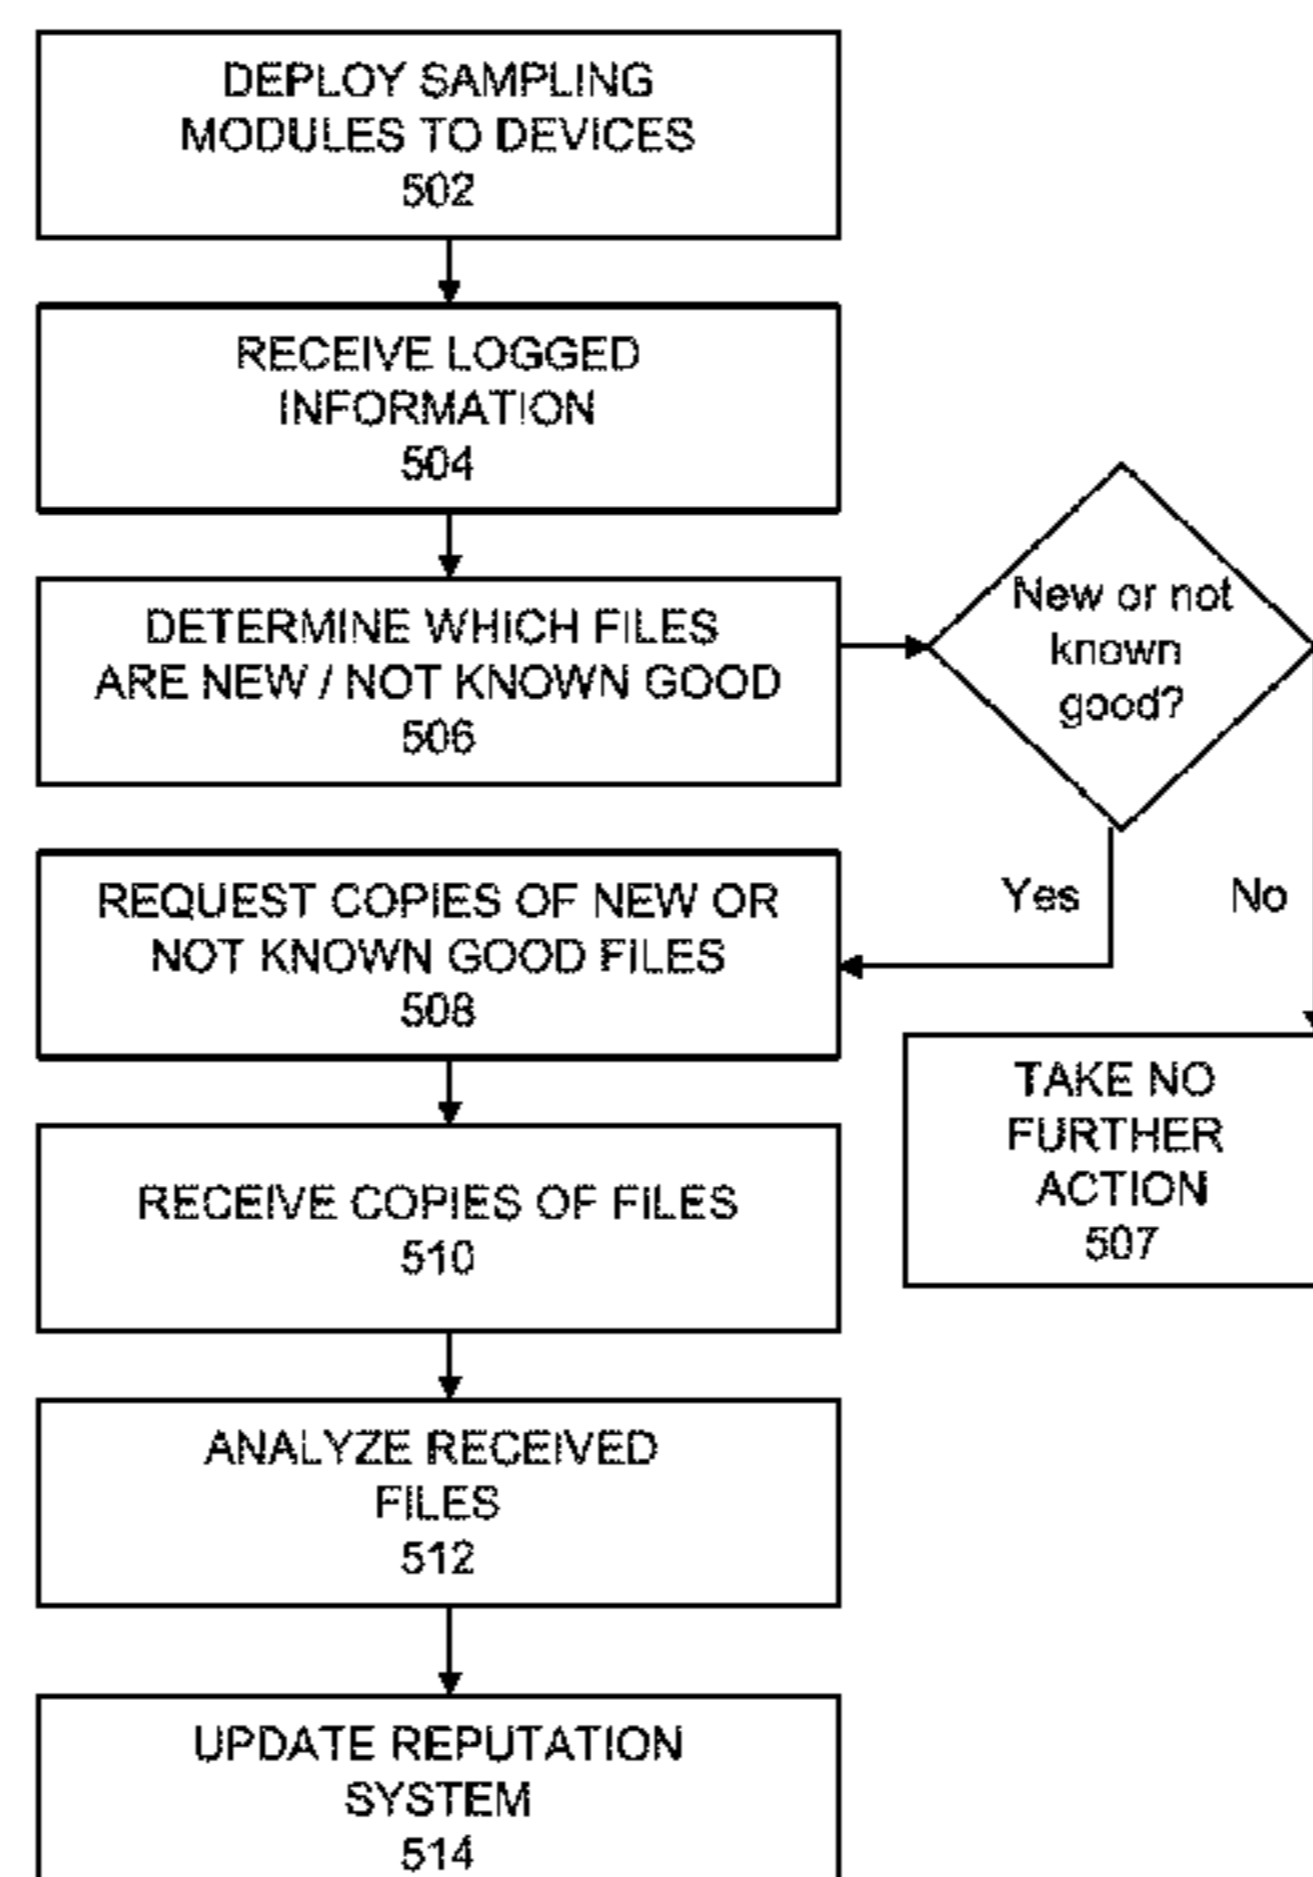 DEPLOY SAMPLING
MODULES TO DEVICES
502
RECEIVE LOGGED
INFORMATION
504
DETERMINE WHICH FILES
ARE NEW / NOT KNOWN GOOD
506
New or not
known
good?
Yes
No
REQUEST COPIES OF NEW OR
NOT KNOWN GOOD FILES
508
TAKE NO
FURTHER
ACTION
507
RECEIVE COPIES OF FILES
510
ANALYZE RECEIVED
FILES
512
UPDATE REPUTATION
SYSTEM
514